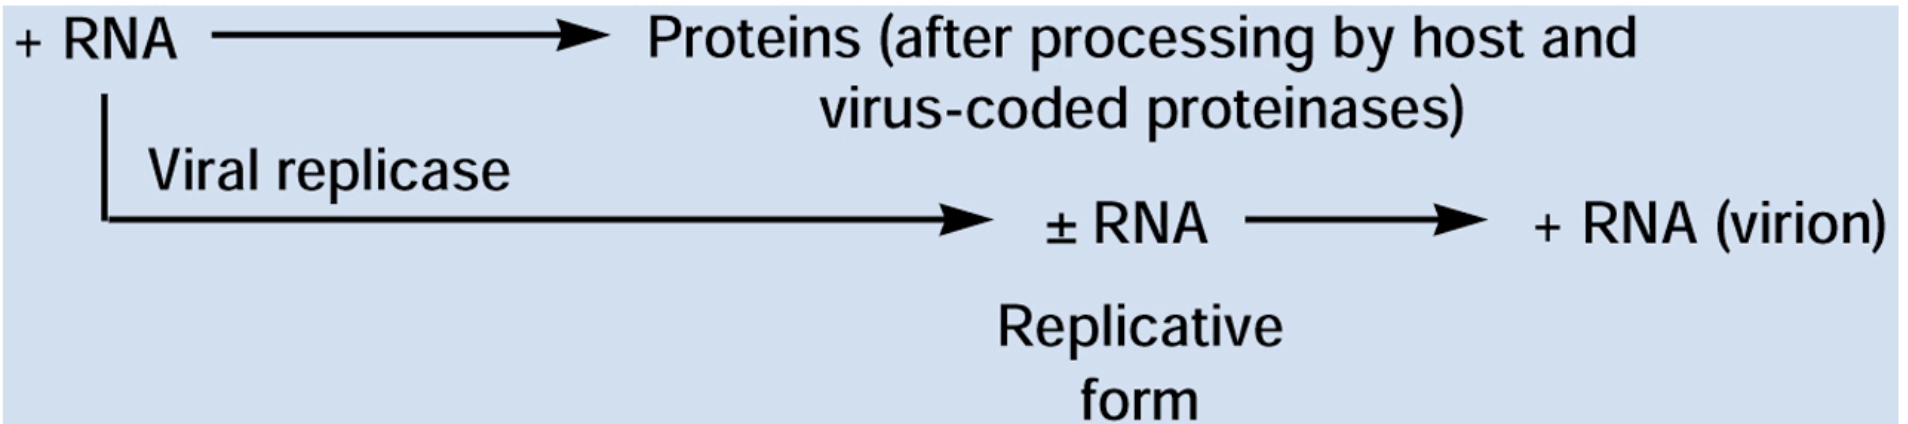 + RNA Proteins (after processing by host and
virus-coded proteinases)
Viral replicase
± RNA + RNA (virion)
Replicative
form